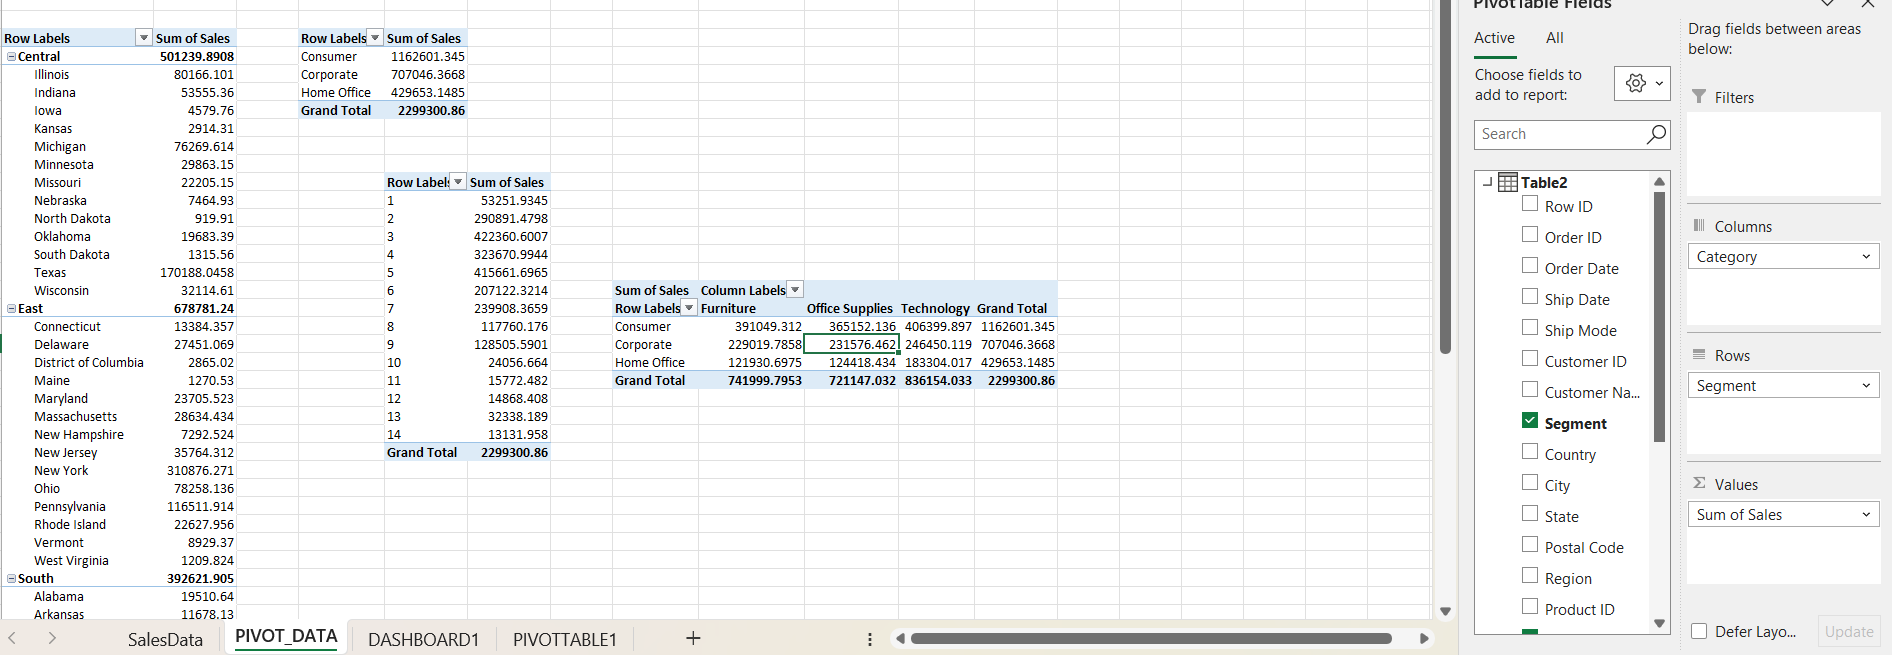 Row Labels Sum of Sales
Central 501239.8908
Illinois 80166.101
Indiana 53555.36
Iowa 4579.76
Kansas 2914.31
Michigan 76269.614
Minnesota 29863.15
Missouri 22205.15
Nebraska 7464.93
North Dakota 919.91
Oklahoma 19683.39
South Dakota 1315.56
Texas 170188.0458
Wisconsin 32114.61
East 678781.24
Connecticut 13384.357
Delaware 27451.069
District of Columbia 2865.02
Maine 1270.53
Maryland 23705.523
Massachusetts 28634.434
New Hampshire 7292.524
New Jersey 35764.312
New York 310876.271
Ohio 78258.136
Pennsylvania 116511.914
Rhode Island 22627.956
Vermont 8929.37
West Virginia 1209.824
South 392621.905
Alabama 19510.64
Arkansas 11678.13
Row Labels Sum of Sales
Consumer 1162601.345
Corporate 707046.3668
Home Office 429653.1485
Grand Total 2299300.86
Row Labels Sum of Sales
1 53251.9345
2 290891.4798
3 422360.6007
4 323670.9944
5 415661.6965
6 207122.3214
7 239908.3659
8 117760.176
9 128505.5901
10 24056.664
11 15772.482
12 14868.408
13 32338.189
14 13131.958
Grand Total 2299300.86
Sum of Sales Column Labels
Row Labels Furniture Office Supplies Technology Grand Total
Consumer 391049.312 365152.136 406399.897 1162601.345
Corporate 229019.7858 231576.462 246450.119 707046.3668
Home Office 121930.6975 124418.434 183304.017 429653.1485
Grand Total 741999.7953 721147.032 836154.033 2299300.86
SalesData PIVOT_DATA DASHBOARD1 PIVOTTABLE1
PivotTable Fields
Active All
Choose fields to
add to report:
Search
Table2
Row ID
Order ID
Order Date
Ship Date
Ship Mode
Customer ID
Customer Na...
Segment
Country
City
State
Postal Code
Region
Product ID
Drag fields between areas
below:
Filters
Columns
Category
Rows
Segment
Values
Sum of Sales
Defer Layo... Update